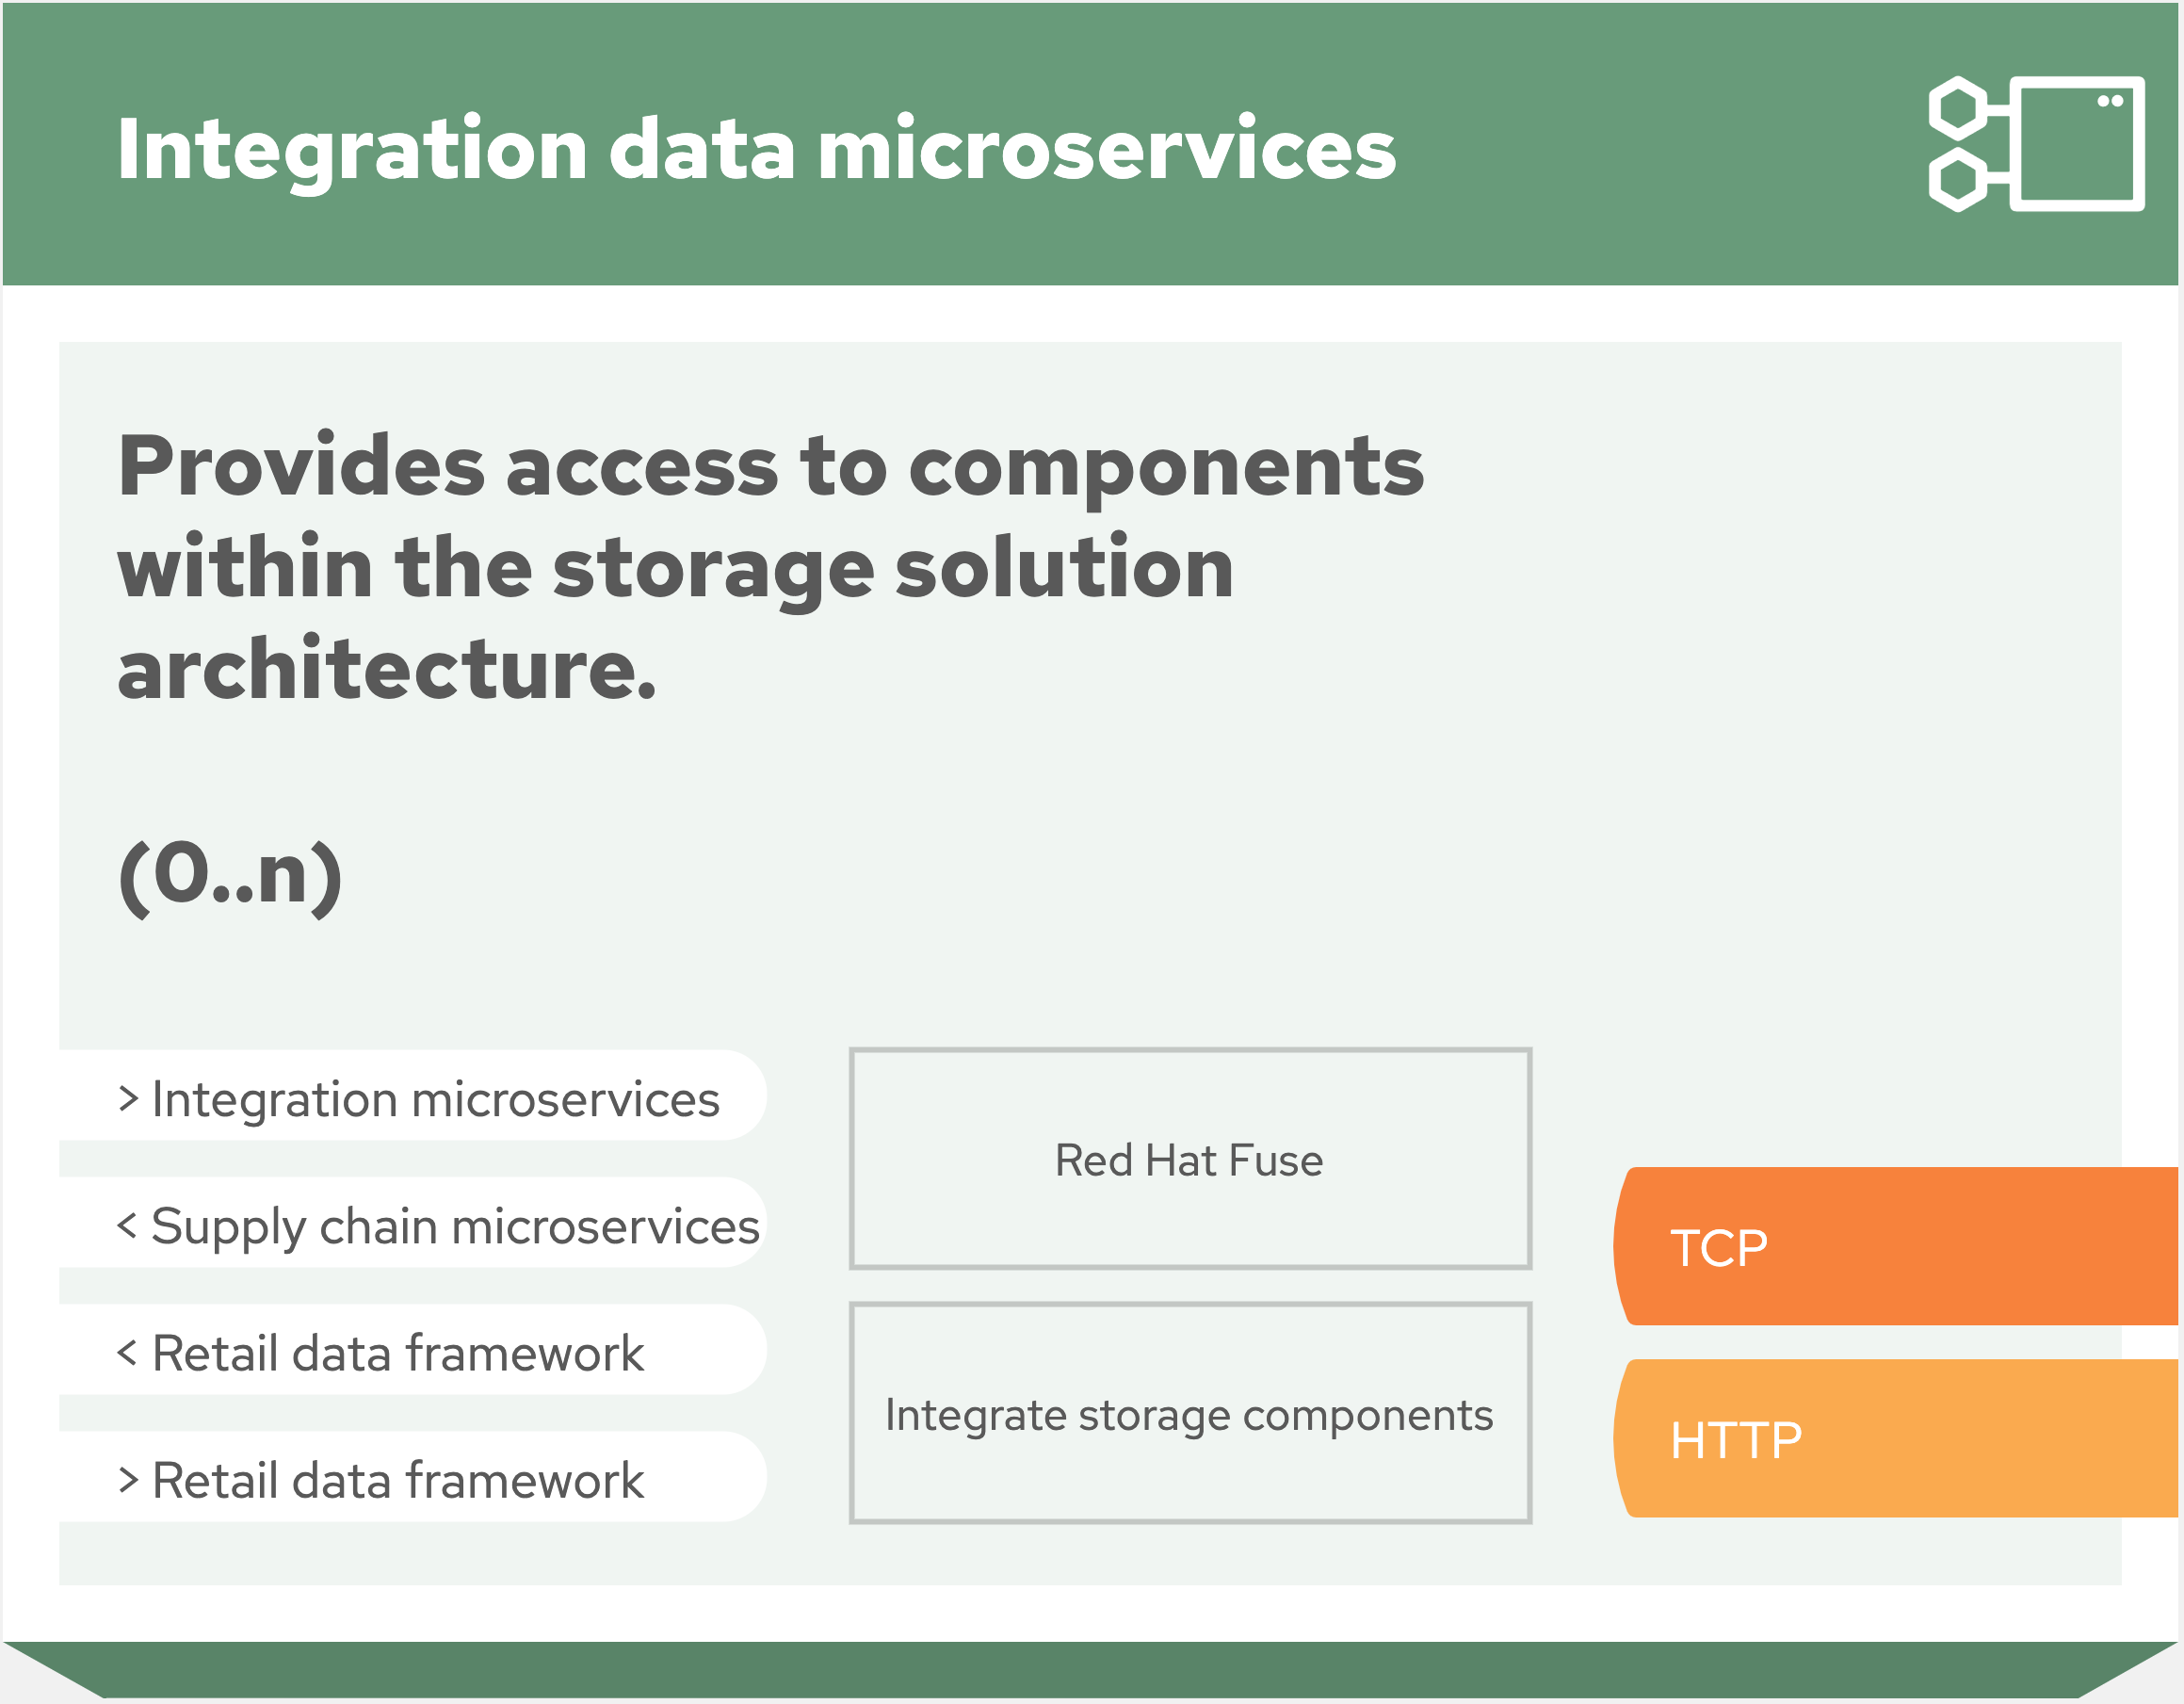 Integration data microservices
Provides access to components
within the storage solution
architecture.
(0..n)
> Integration microservices
< Supply chain microservices
< Retail data framework
> Retail data framework
Red Hat Fuse
Integrate storage components
TCP
HTTP